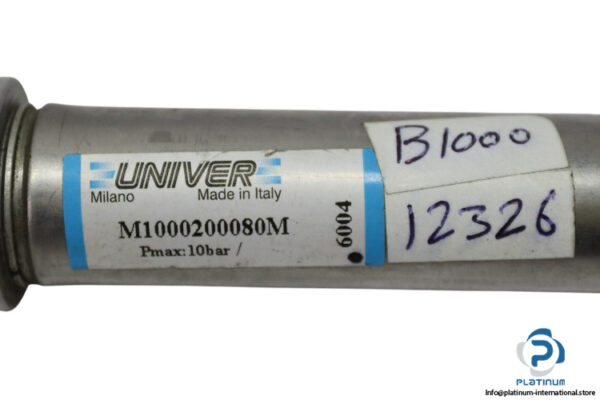 UNIVER
Milano Made in Italy
M1000200080M
Pmax: 10bar /
6004
B1000
12326
PLATINUM
Info@platinum-international.store